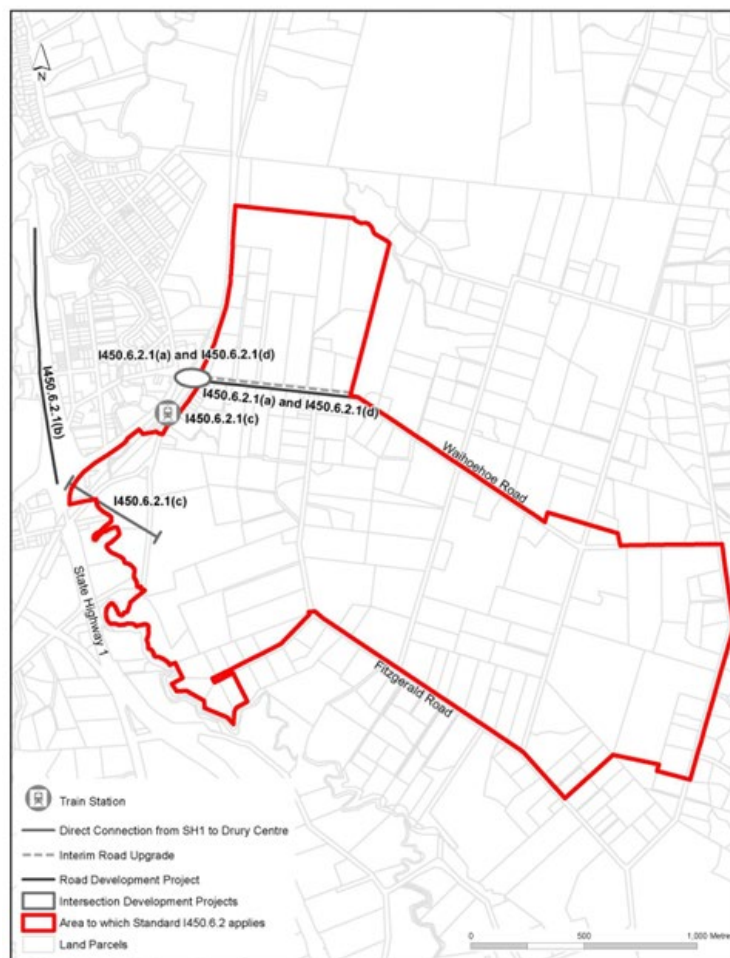 N
I450.6.2.1(a) and I450.6.2.1(d)
I450.6.2.1(b)
I450.6.2.1(a) and I450.6.2.1(d)
I450.6.2.1(c)
I450.6.2.1(c)
Waihoehoe Road
State Highway 1
Fitzgerald Road
Train Station
Direct Connection from SH1 to Drury Centre
Interim Road Upgrade
Road Development Project
Intersection Development Projects
Area to which Standard I450.6.2 applies
Land Parcels
0 500 1,000 Metre